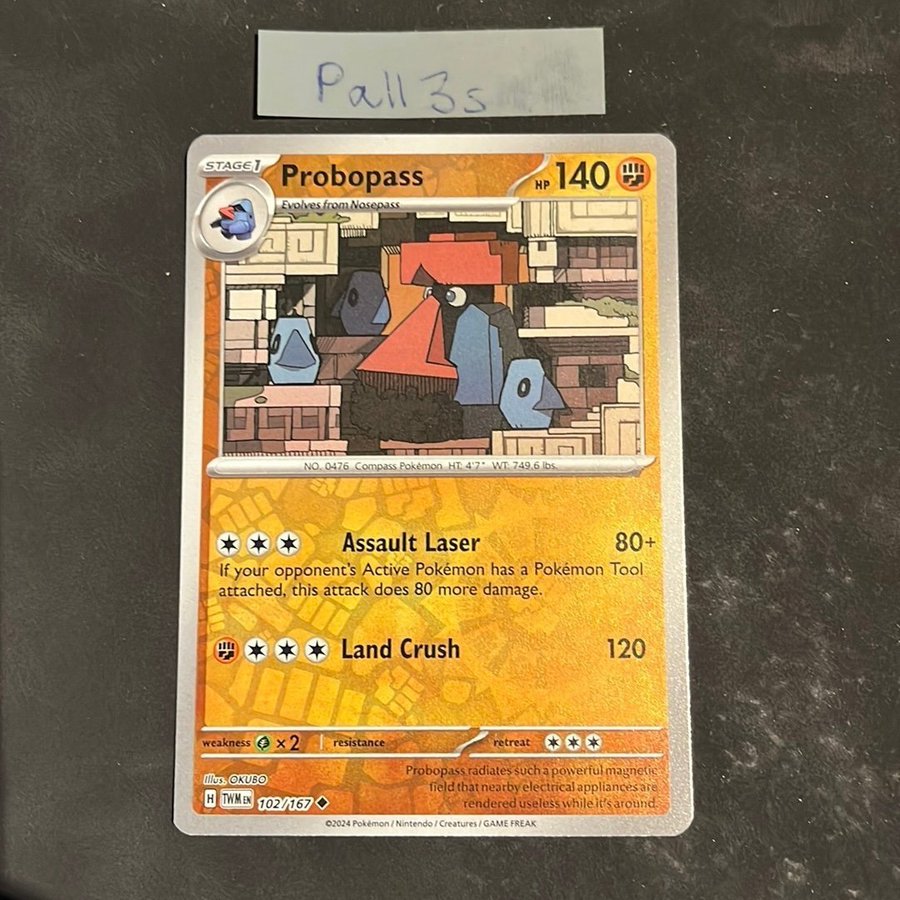 Pall 3s
STAGE 1
Probopass
HP 140
Evolves from Nosepass
NO. 0476 Compass Pokémon HT: 4'7" WT: 749.6 lbs.
Assault Laser 80+
If your opponent's Active Pokémon has a Pokémon Tool
attached, this attack does 80 more damage.
Land Crush 120
weakness ×2 resistance retreat
Illus. OKUBO
Probopass radiates such a powerful magnetic
field that nearby electrical appliances are
rendered useless while it's around.
H TWM EN 102/167
©2024 Pokémon / Nintendo / Creatures / GAME FREAK